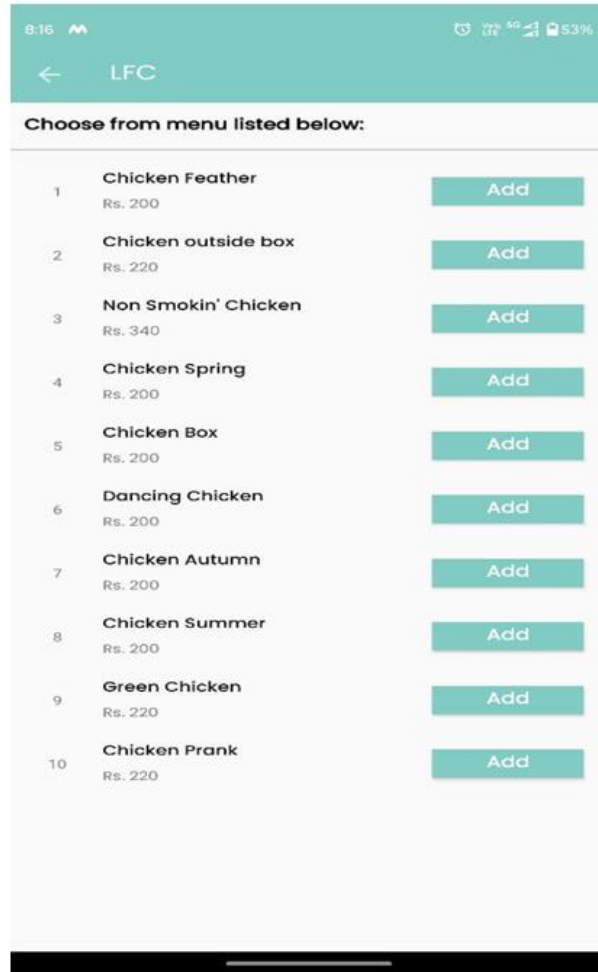 8:16 53%
LFC
Choose from menu listed below:
1 Chicken Feather Add
Rs. 200
2 Chicken outside box Add
Rs. 220
3 Non Smokin' Chicken Add
Rs. 340
4 Chicken Spring Add
Rs. 200
5 Chicken Box Add
Rs. 200
6 Dancing Chicken Add
Rs. 200
7 Chicken Autumn Add
Rs. 200
8 Chicken Summer Add
Rs. 200
9 Green Chicken Add
Rs. 220
10 Chicken Prank Add
Rs. 220